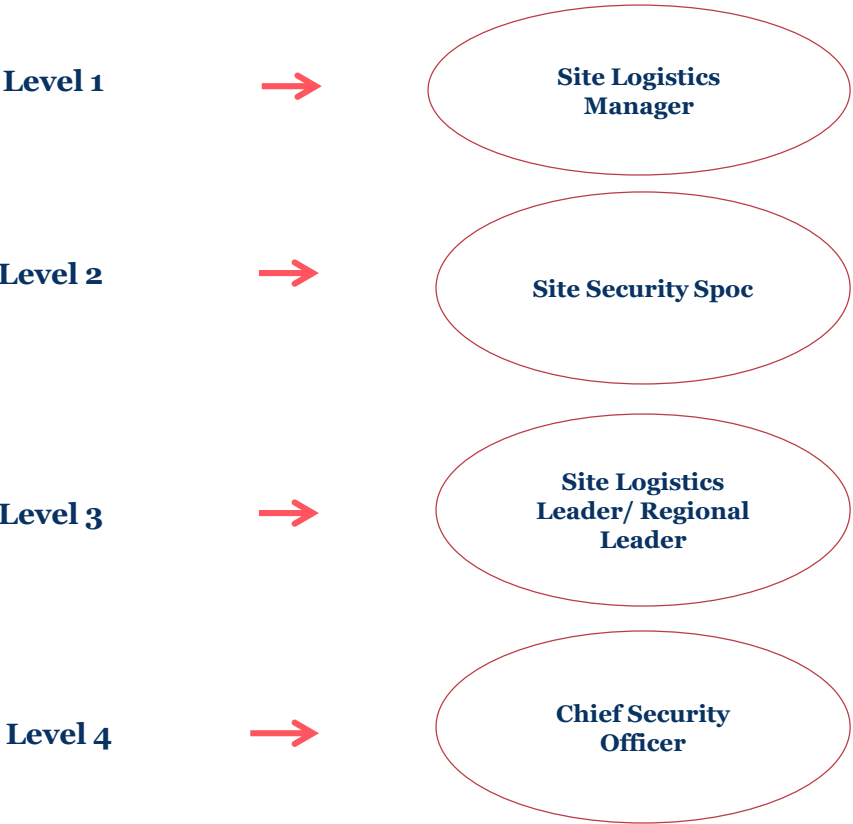 Level 1
Site Logistics
Manager
Level 2
Site Security Spoc
Level 3
Site Logistics
Leader/ Regional
Leader
Level 4
Chief Security
Officer